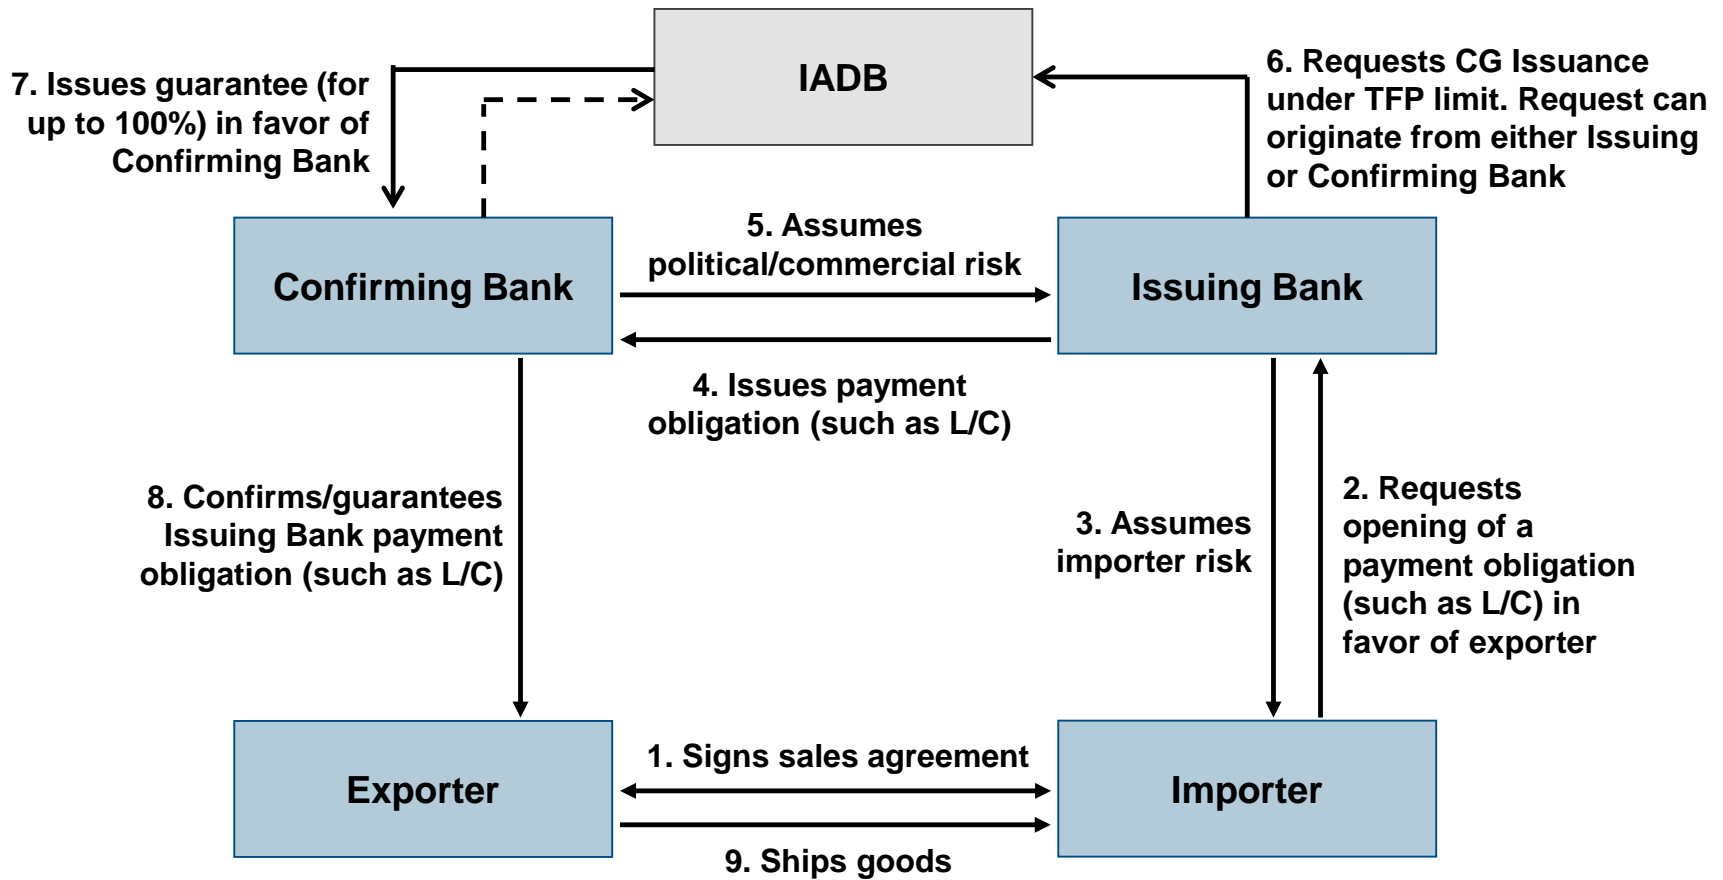 IADB
7. Issues guarantee (for
up to 100%) in favor of
Confirming Bank
6. Requests CG Issuance
under TFP limit. Request can
originate from either Issuing
or Confirming Bank
5. Assumes
political/commercial risk
Confirming Bank
Issuing Bank
4. Issues payment
obligation (such as L/C)
8. Confirms/guarantees
Issuing Bank payment
obligation (such as L/C)
3. Assumes
importer risk
2. Requests
opening of a
payment obligation
(such as L/C) in
favor of exporter
1. Signs sales agreement
Exporter
Importer
9. Ships goods